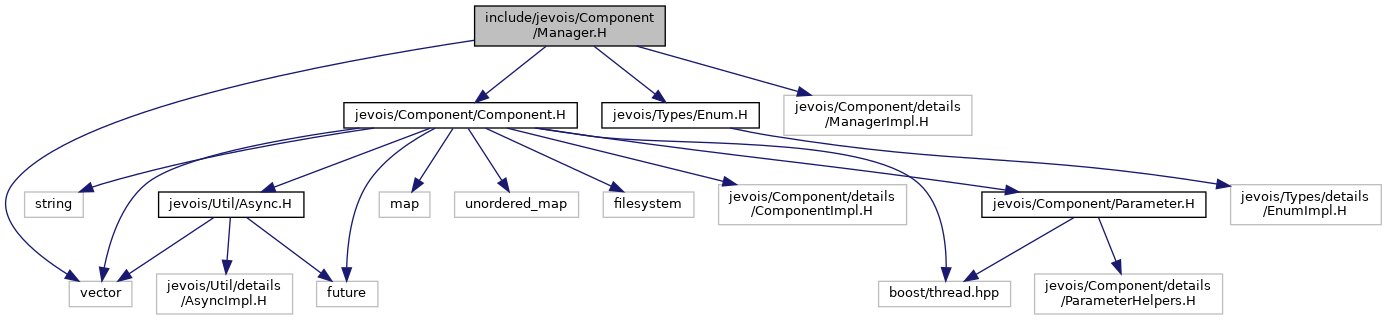 include/jevois/Component
/Manager.H
jevois/Component/Component.H
jevois/Types/Enum.H
jevois/Component/details
/ManagerImpl.H
string
jevois/Util/Async.H
map
unordered_map
filesystem
jevois/Component/details
/ComponentImpl.H
jevois/Component/Parameter.H
jevois/Types/details
/EnumImpl.H
vector
jevois/Util/details
/AsyncImpl.H
future
boost/thread.hpp
jevois/Component/details
/ParameterHelpers.H